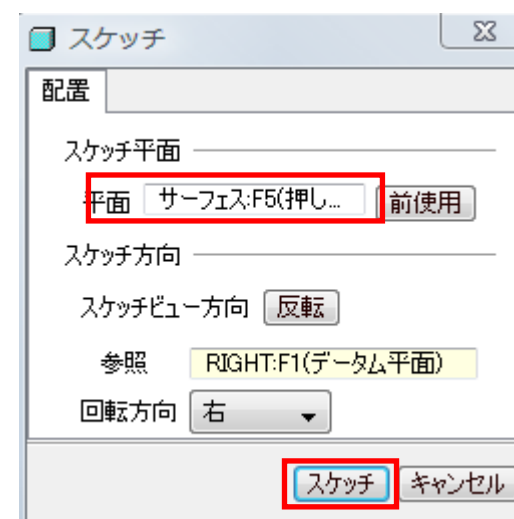 スケッチ
配置
スケッチ平面
平面 サーフェス:F5(押し... 前使用
スケッチ方向
スケッチビュー方向 反転
参照 RIGHT:F1(データム平面)
回転方向 右
スケッチ キャンセル